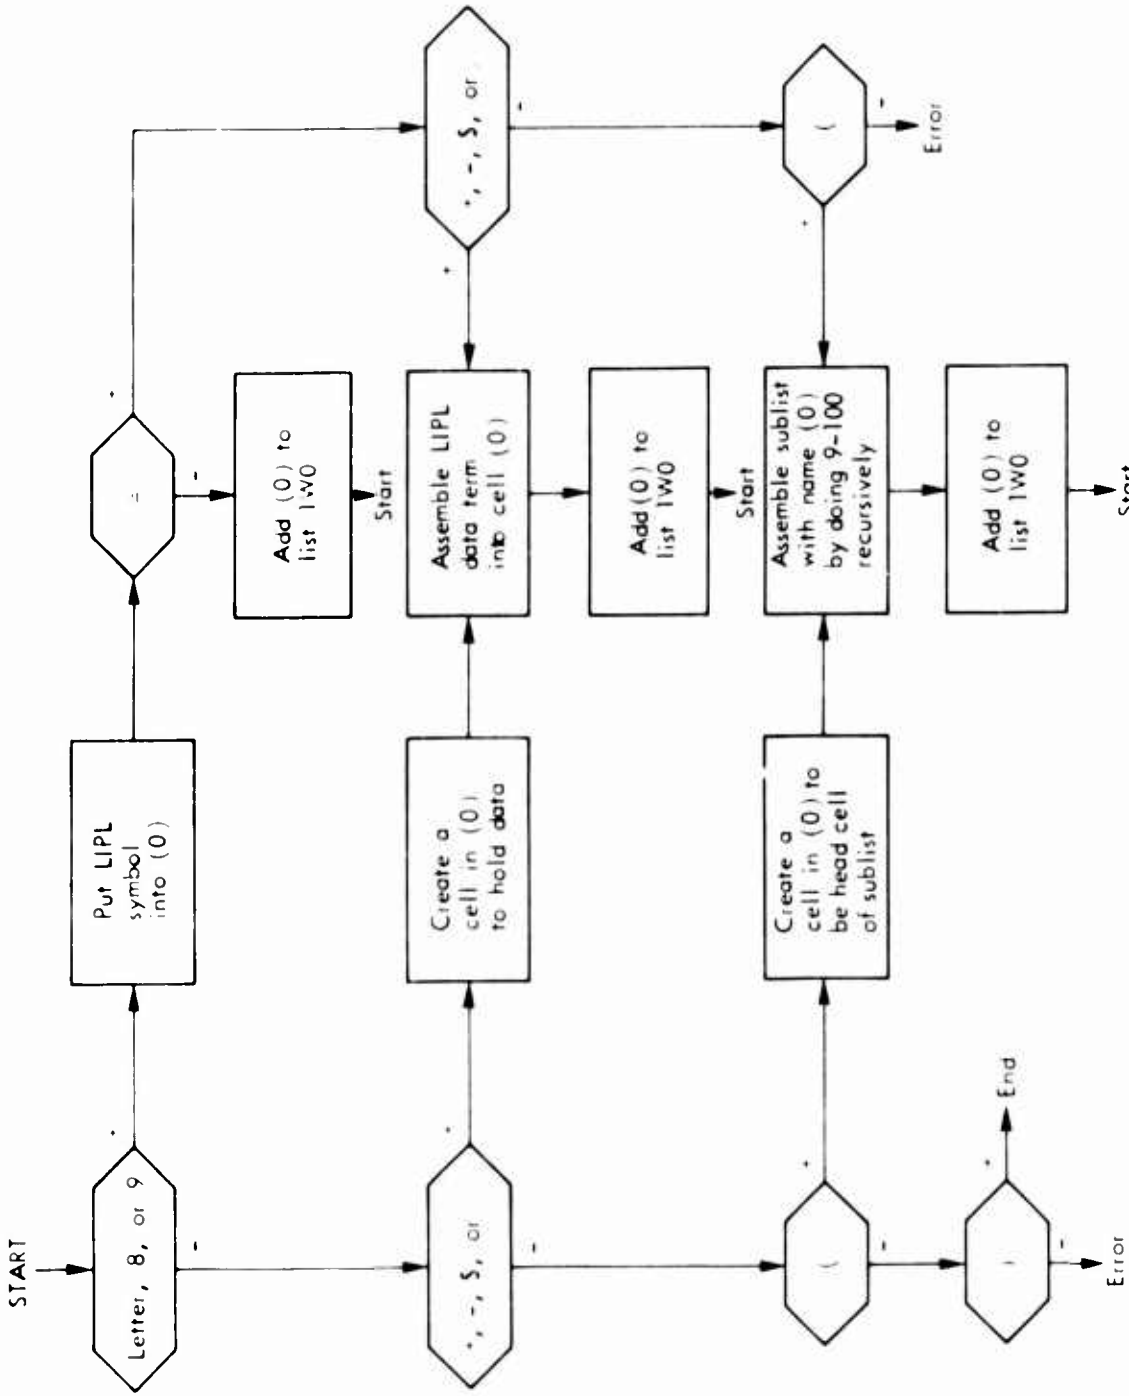 START
Letter, 8, or 9
+
-
Put LIPL
symbol
into (0)
=
+
-
Add (0) to
list 1W0
Start
+, -, S, or
+
-
Create a
cell in (0)
to hold data
Assemble LIPL
data term
into cell (0)
+, -, S, or
+
-
Add (0) to
list 1W0
Start
(
+
-
Create a
cell in (0) to
be head cell
of sublist
Assemble sublist
with name (0)
by doing 9-100
recursively
(
+
-
Error
Add (0) to
list 1W0
Start
)
+
End
-
Error